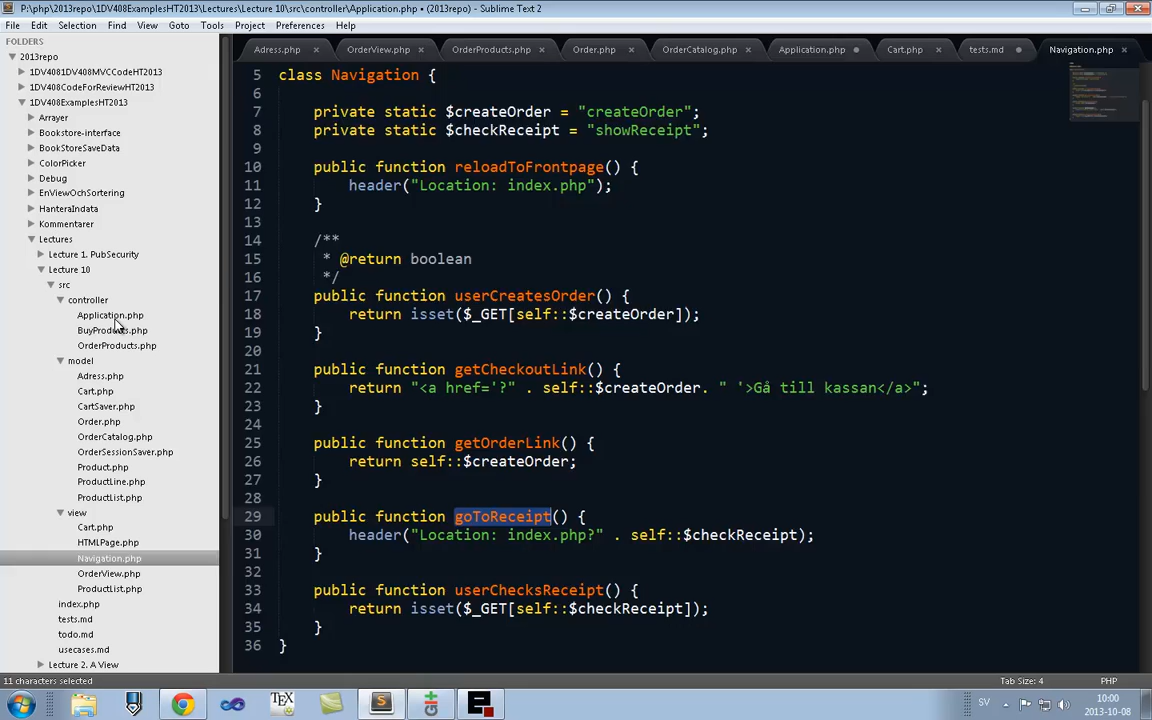 P:\php\2013repo\1DV408ExamplesHT2013\Lectures\Lecture 10\src\controller\Application.php • (2013repo) - Sublime Text 2
File Edit Selection Find View Goto Tools Project Preferences Help
FOLDERS
2013repo
1DV4081DV408MVCCodeHT2013
1DV408CodeForReviewHT2013
1DV408ExamplesHT2013
Arrayer
Bookstore-interface
BookStoreSaveData
ColorPicker
Debug
EnViewOchSortering
HanteraIndata
Kommentarer
Lectures
Lecture 1. PubSecurity
Lecture 10
src
controller
Application.php
BuyProducts.php
OrderProducts.php
model
Adress.php
Cart.php
CartSaver.php
Order.php
OrderCatalog.php
OrderSessionSaver.php
Product.php
ProductLine.php
ProductList.php
view
Cart.php
HTMLPage.php
Navigation.php
OrderView.php
ProductList.php
index.php
tests.md
todo.md
usecases.md
Lecture 2. A View
Adress.php × OrderView.php × OrderProducts.php × Order.php × OrderCatalog.php × Application.php • Cart.php × tests.md • Navigation.php ×
5 class Navigation {
6
7 private static $createOrder = "createOrder";
8 private static $checkReceipt = "showReceipt";
9
10 public function reloadToFrontpage() {
11 header("Location: index.php");
12 }
13
14 /**
15 * @return boolean
16 */
17 public function userCreatesOrder() {
18 return isset($_GET[self::$createOrder]);
19 }
20
21 public function getCheckoutLink() {
22 return "<a href='?" . self::$createOrder. " '>Gå till kassan</a>";
23 }
24
25 public function getOrderLink() {
26 return self::$createOrder;
27 }
28
29 public function goToReceipt() {
30 header("Location: index.php?" . self::$checkReceipt);
31 }
32
33 public function userChecksReceipt() {
34 return isset($_GET[self::$checkReceipt]);
35 }
36 }
11 characters selected Tab Size: 4 PHP
SV 10:00
2013-10-08